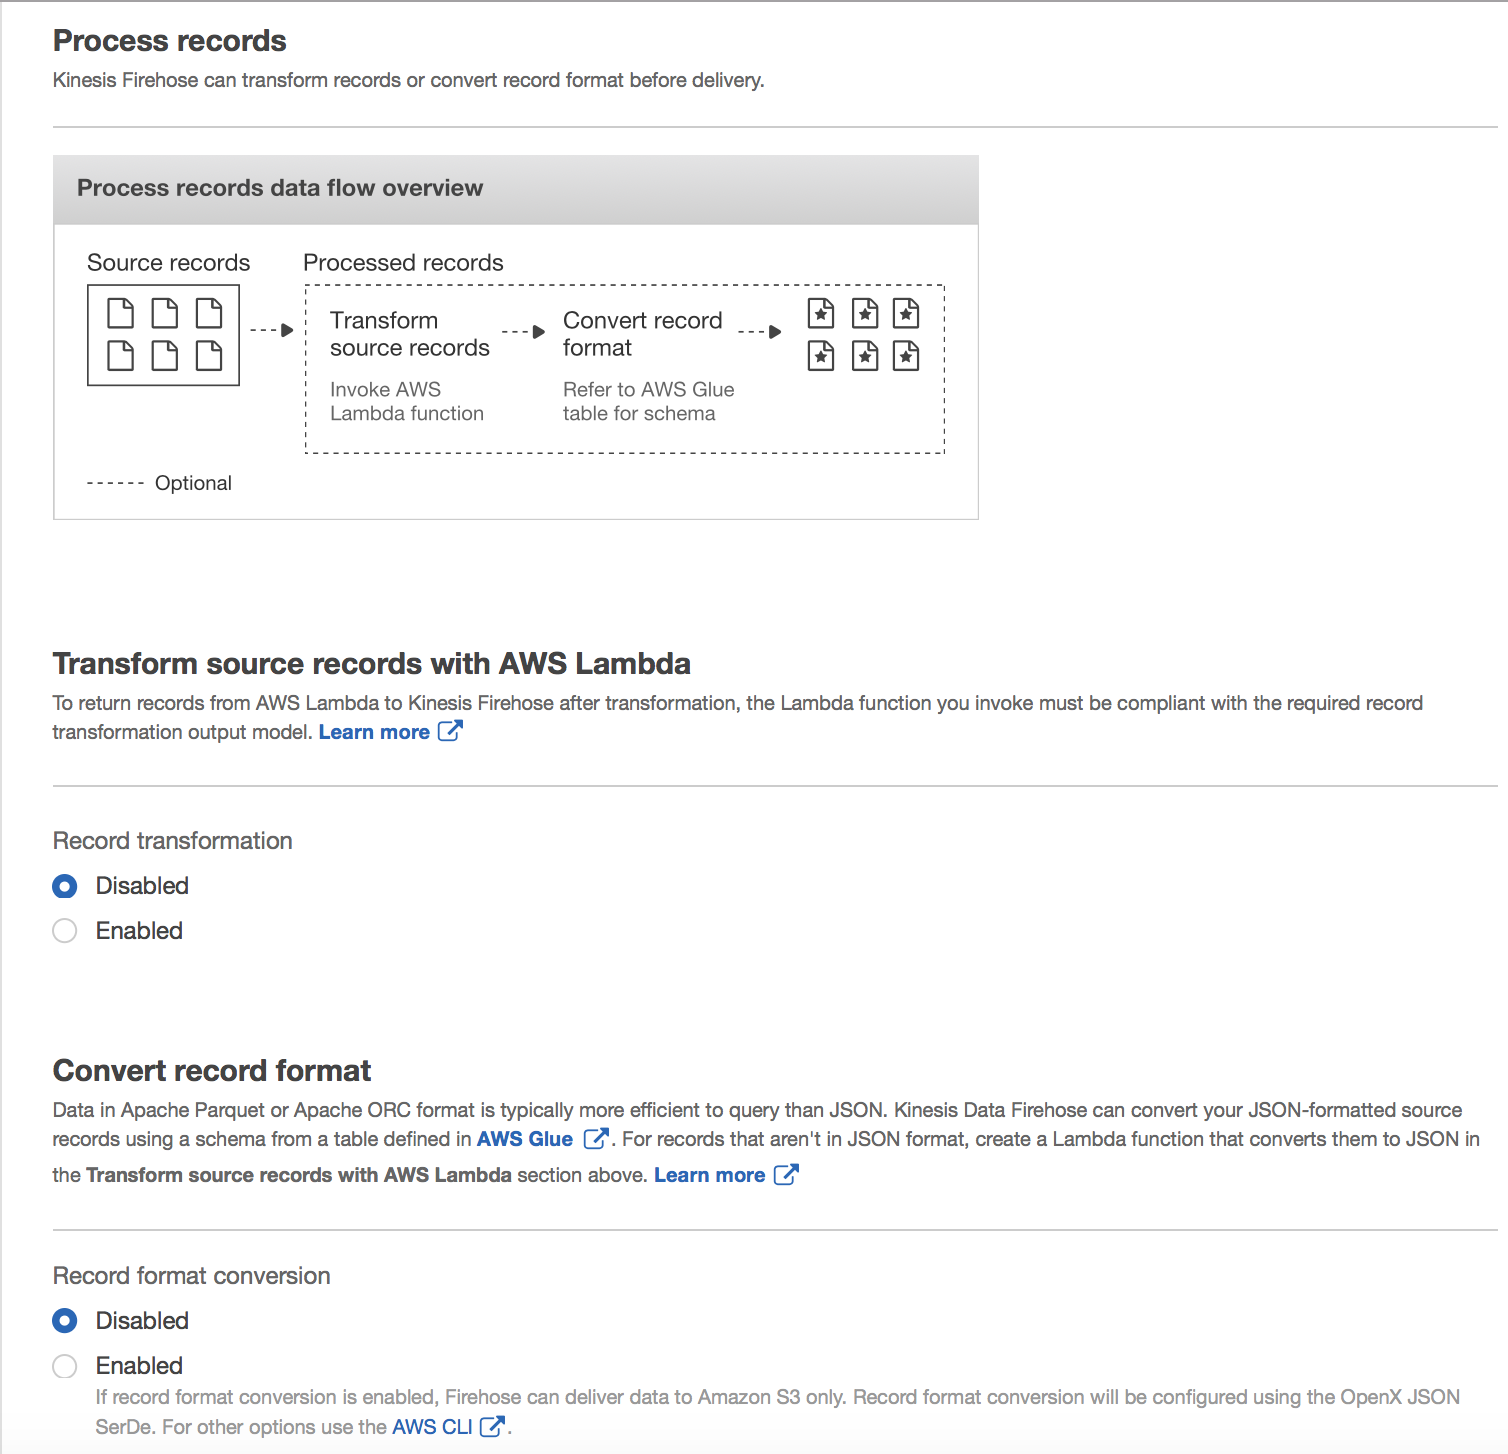 Process records
Kinesis Firehose can transform records or convert record format before delivery.
Process records data flow overview
Source records
Processed records
Transform
source records
Invoke AWS
Lambda function
Convert record
format
Refer to AWS Glue
table for schema
Optional
Transform source records with AWS Lambda
To return records from AWS Lambda to Kinesis Firehose after transformation, the Lambda function you invoke must be compliant with the required record
transformation output model. Learn more
Record transformation
Disabled
Enabled
Convert record format
Data in Apache Parquet or Apache ORC format is typically more efficient to query than JSON. Kinesis Data Firehose can convert your JSON-formatted source
records using a schema from a table defined in AWS Glue . For records that aren't in JSON format, create a Lambda function that converts them to JSON in
the Transform source records with AWS Lambda section above. Learn more
Record format conversion
Disabled
Enabled
If record format conversion is enabled, Firehose can deliver data to Amazon S3 only. Record format conversion will be configured using the OpenX JSON
SerDe. For other options use the AWS CLI .